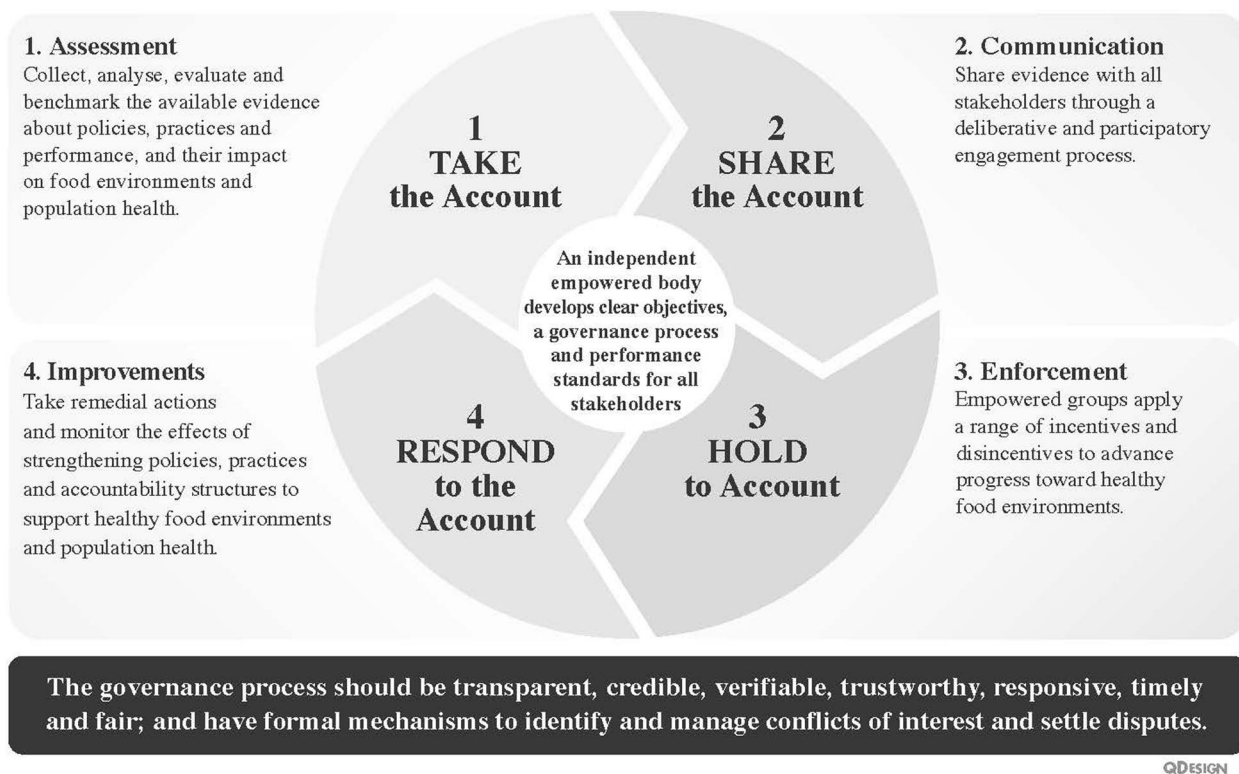 1. Assessment
Collect, analyse, evaluate and
benchmark the available evidence
about policies, practices and
performance, and their impact
on food environments and
population health.
1
TAKE
the Account
2
SHARE
the Account
2. Communication
Share evidence with all
stakeholders through a
deliberative and participatory
engagement process.
An independent
empowered body
develops clear objectives,
a governance process
and performance
standards for all
stakeholders
4. Improvements
Take remedial actions
and monitor the effects of
strengthening policies, practices
and accountability structures to
support healthy food environments
and population health.
4
RESPOND
to the
Account
3
HOLD
to Account
3. Enforcement
Empowered groups apply
a range of incentives and
disincentives to advance
progress toward healthy
food environments.
The governance process should be transparent, credible, verifiable, trustworthy, responsive, timely
and fair; and have formal mechanisms to identify and manage conflicts of interest and settle disputes.
QDESIGN